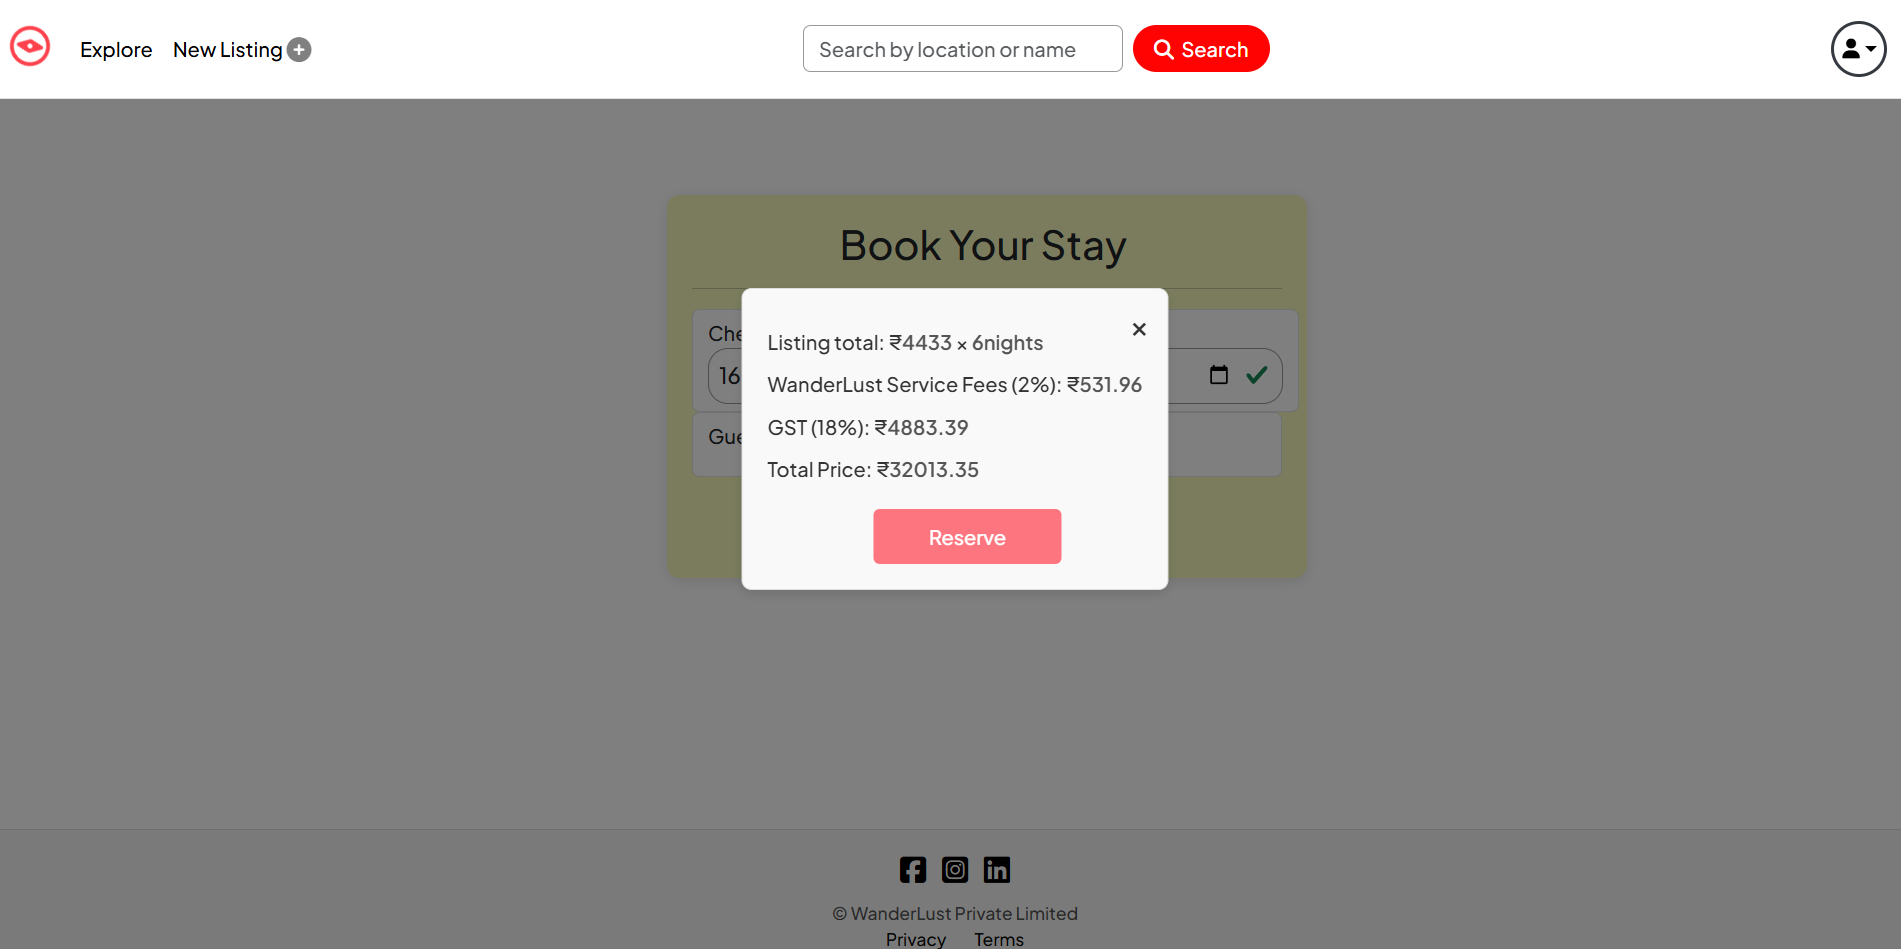 Explore New Listing
Search by location or name
Search
Book Your Stay
Che
16
Gue
Listing total: ₹4433 × 6nights
WanderLust Service Fees (2%): ₹531.96
GST (18%): ₹4883.39
Total Price: ₹32013.35
Reserve
© WanderLust Private Limited
Privacy Terms